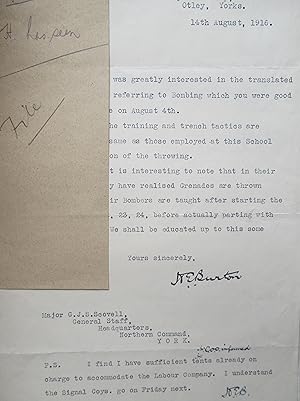 Otley, Yorks.
14th August, 1916.
H. has seen
File
was greatly interested in the translated
referring to Bombing which you were good
e on August 4th.
he training and trench tactics are
same as those employed at this School
on of the throwing.
t is interesting to note that in their
y have realised Grenades are thrown
ir Bombers are taught after starting the
, 23, 24, before actually parting with
We shall be educated up to this some
Yours sincerely,
N E Burton
Major G.J.S.Scovell,
General Staff,
Headquarters,
Northern Command,
Y O R K.
P.S. I find I have sufficient tents already on
charge to accommodate the Labour Company. I understand
the Signal Coys. go on Friday next. NEB.